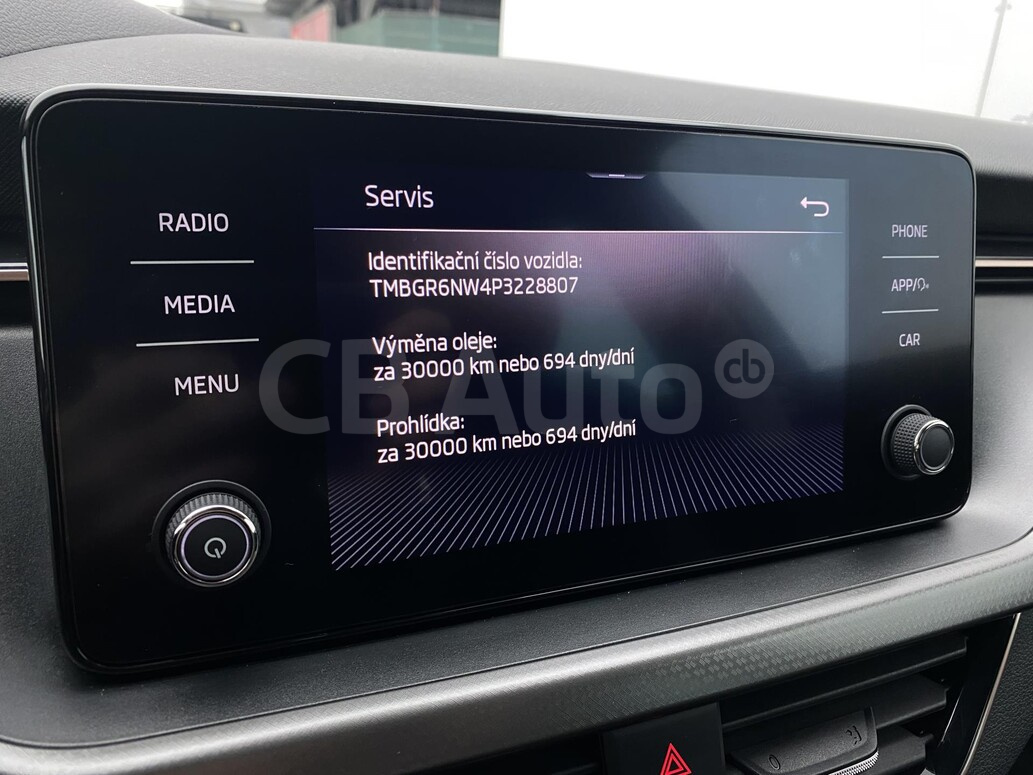 Servis
RADIO
MEDIA
MENU
Identifikační číslo vozidla:
TMBGR6NW4P3228807
Výměna oleje:
za 30000 km nebo 694 dny/dní
Prohlídka:
za 30000 km nebo 694 dny/dní
PHONE
APP/
CAR
CB Auto cb